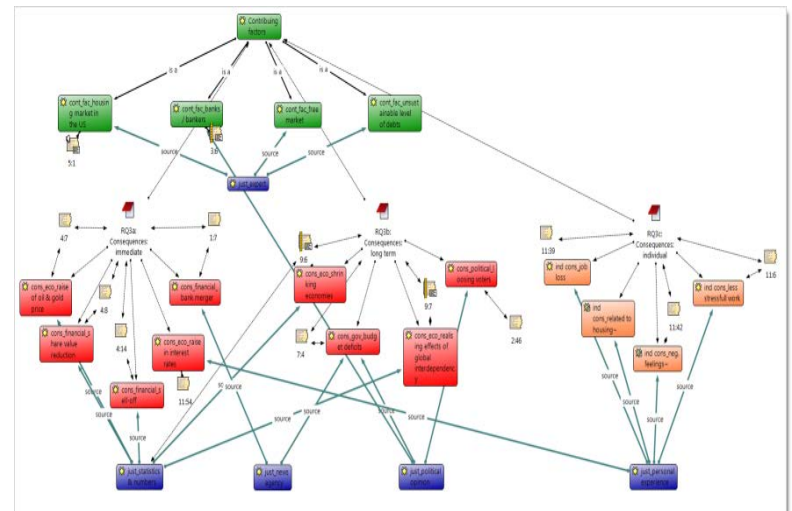 Contribuing
factors
is a
is a
is a
is a
cont_fac_housin
g market in
the US
cont_fac_banks
/ bankers
cont_fac_free
market
cont_fac_unsust
ainable level
of debts
5:1
3:8
source
source
source
just_expert
4:7
RQ3a:
Consequences:
immediate
1:7
RQ3b:
Consequences:
long term
9:6
RQ3c:
Consequences:
individual
11:39
11:6
cons_eco_raise
of oil & gold
price
4:8
cons_financial_
bank merger
cons_eco_shrin
king
economies
9:7
cons_political_l
oosing voters
ind cons_job
loss
ind cons_less
stressfull work
cons_financial_s
hare value
reduction
4:14
cons_eco_raise
in interest
rates
7:4
cons_gov_budg
et defcits
cons_eco_realis
ing effects of
global
interdependenc
y
2:46
ind
cons_related to
housing~
11:42
ind cons_neg.
feelings~
cons_financial_s
ell-off
11:54
source
source
source
source
source
source
source
source
source
source
just_statistics
& numbers
just_news
agency
just_political
opinion
just_personal
experience